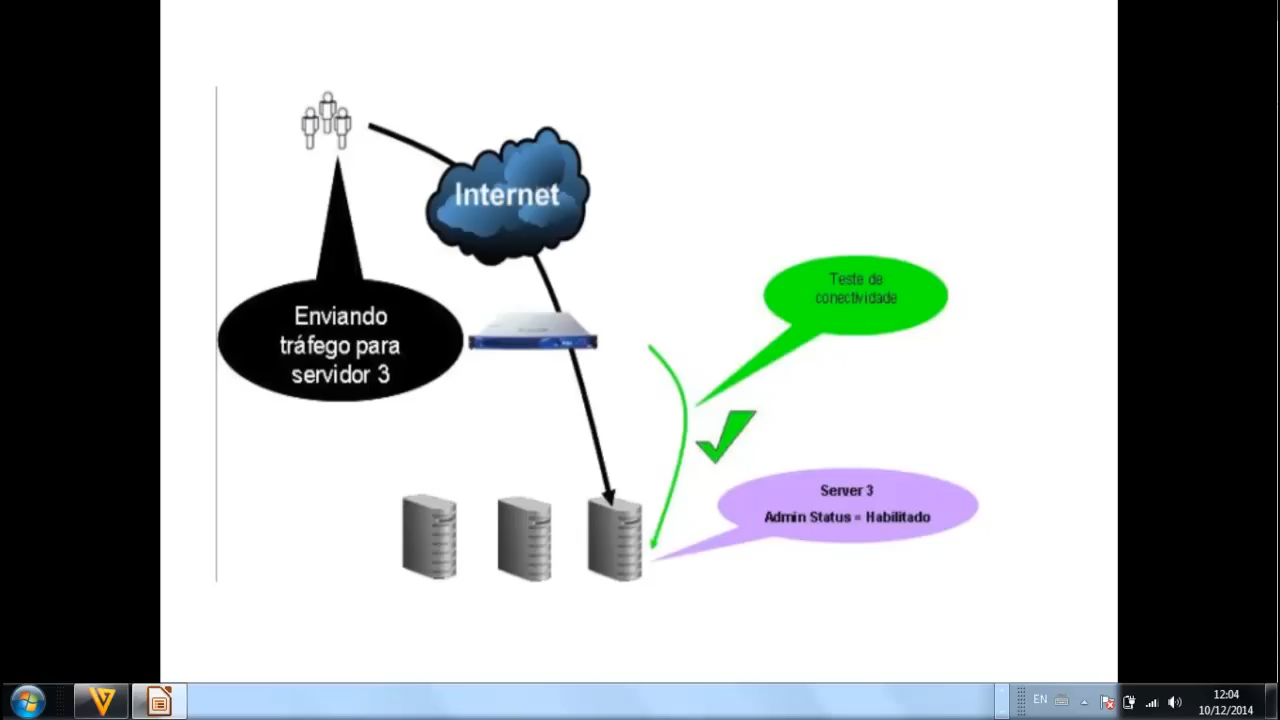 Internet
Teste de
conectividade
Enviando
tráfego para
servidor 3
Server 3
Admin Status = Habilitado
EN
12:04
10/12/2014